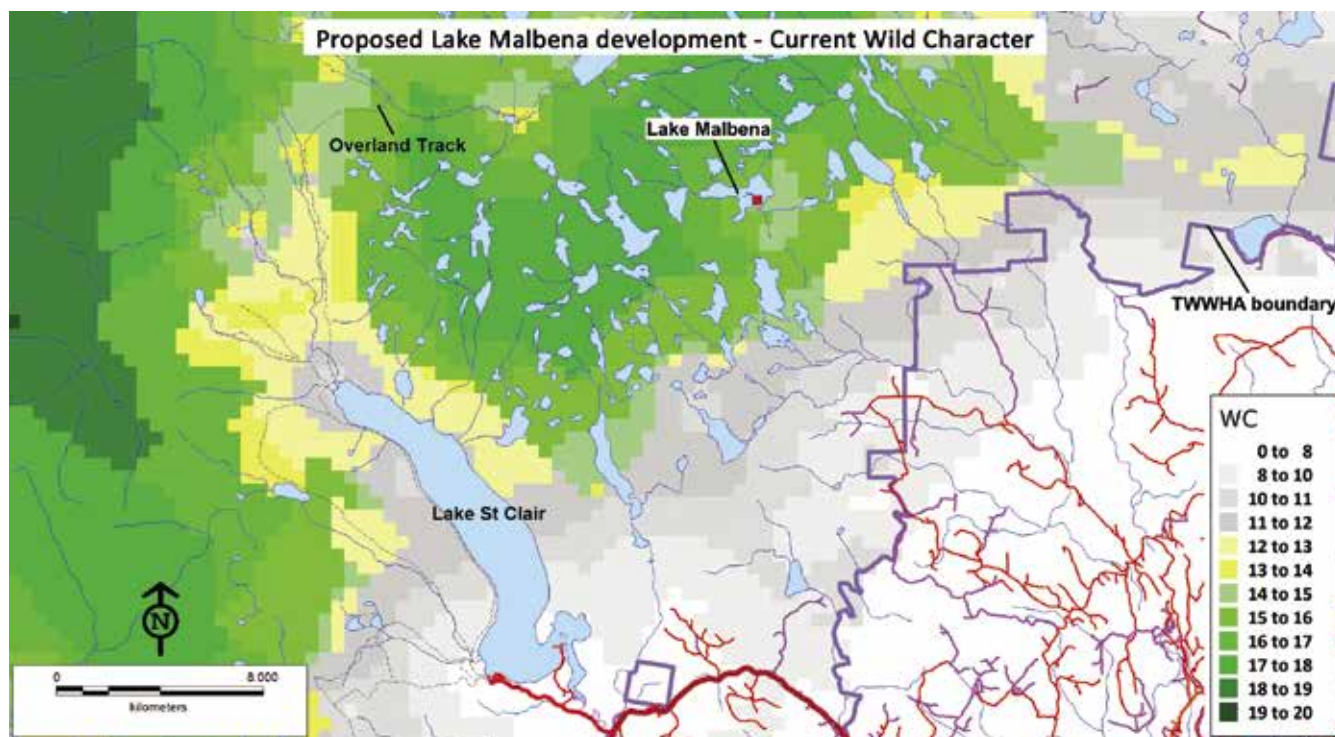 Proposed Lake Malbena development - Current Wild Character
Lake Malbena
Overland Track
TWWHA boundary
Lake St Clair
N
0 8.000
kilometers
WC
0 to 8
8 to 10
10 to 11
11 to 12
12 to 13
13 to 14
14 to 15
15 to 16
16 to 17
17 to 18
18 to 19
19 to 20